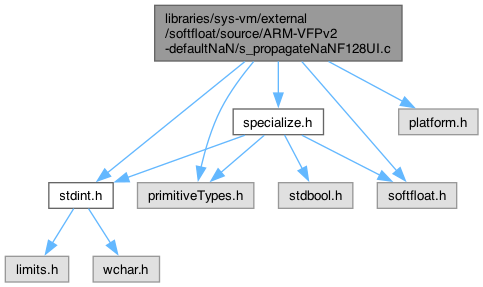 libraries/sys-vm/external
/softfloat/source/ARM-VFPv2
-defaultNaN/s_propagateNaNF128UI.c
specialize.h
platform.h
stdint.h
primitiveTypes.h
stdbool.h
softfloat.h
limits.h
wchar.h